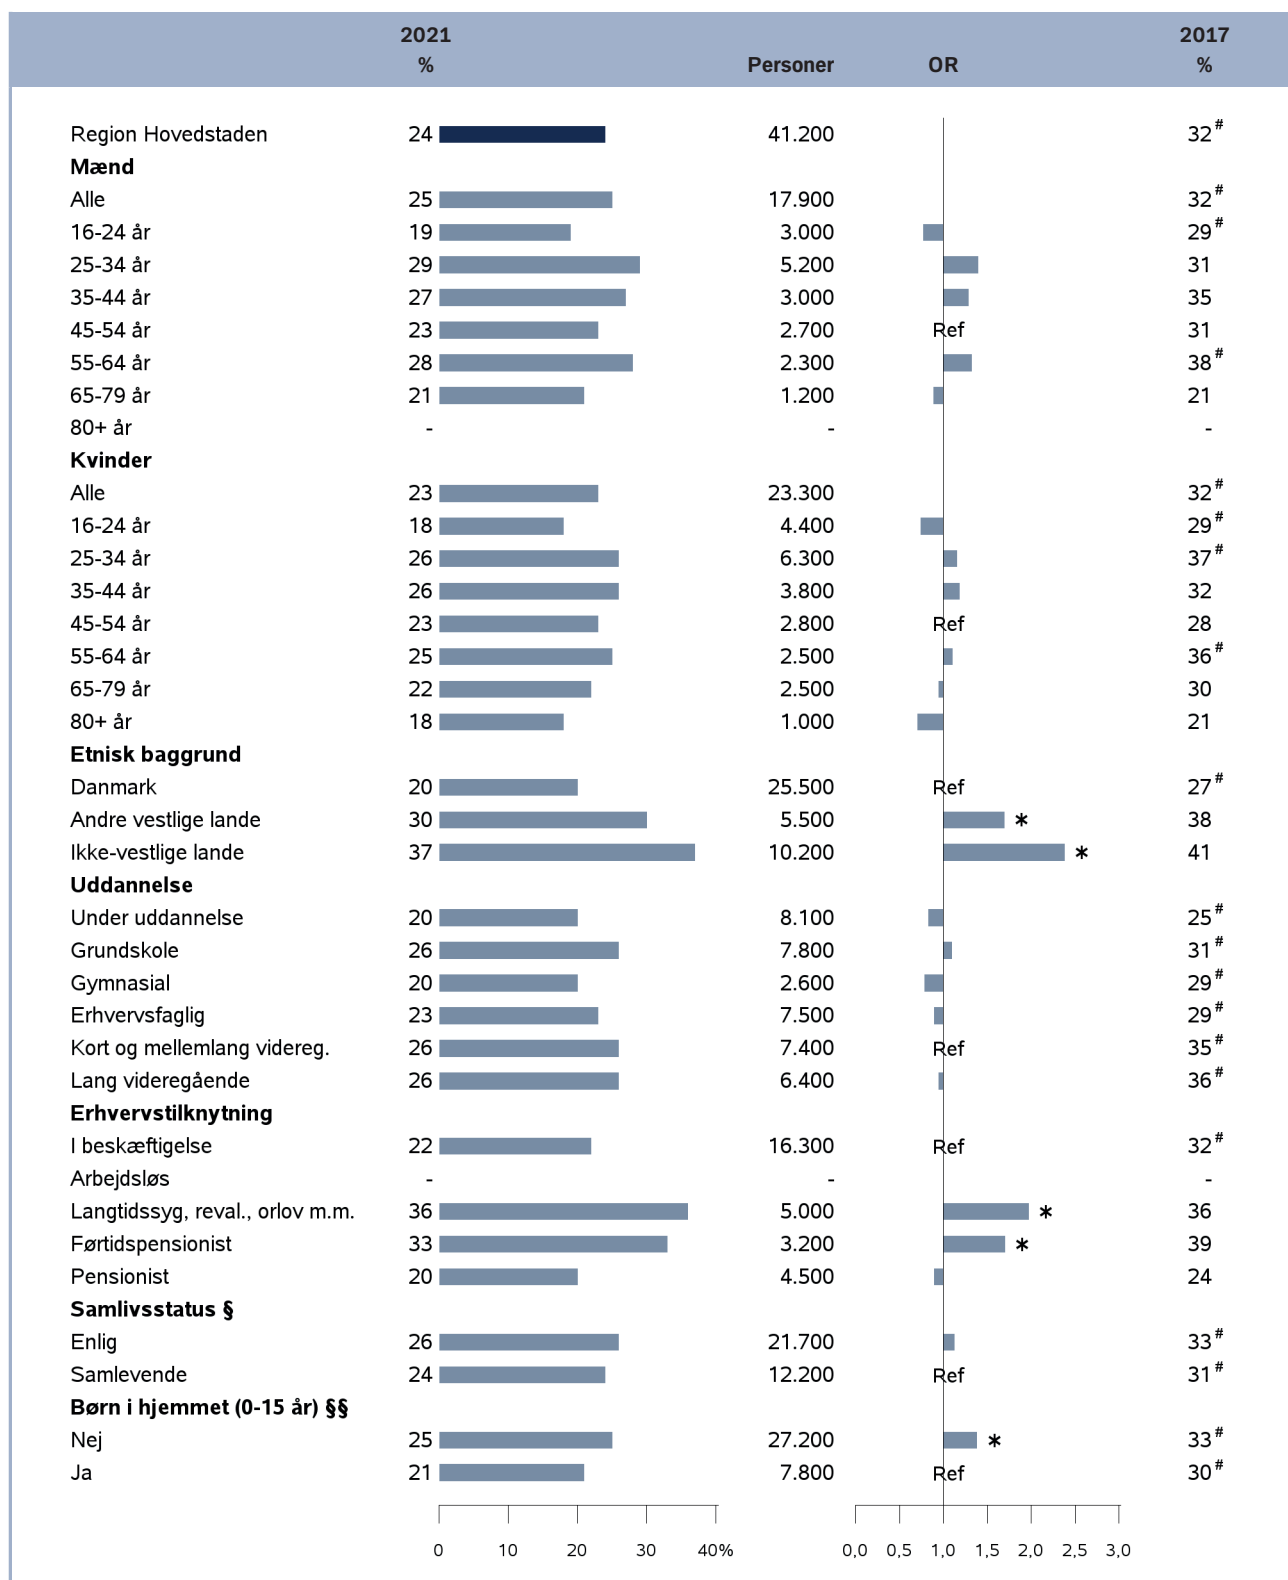 2021 2017
% Personer OR %
Region Hovedstaden 24 41.200 32#
Mænd
Alle 25 17.900 32#
16-24 år 19 3.000 29#
25-34 år 29 5.200 31
35-44 år 27 3.000 35
45-54 år 23 2.700 Ref 31
55-64 år 28 2.300 38#
65-79 år 21 1.200 21
80+ år - - -
Kvinder
Alle 23 23.300 32#
16-24 år 18 4.400 29#
25-34 år 26 6.300 37#
35-44 år 26 3.800 32
45-54 år 23 2.800 Ref 28
55-64 år 25 2.500 36#
65-79 år 22 2.500 30
80+ år 18 1.000 21
Etnisk baggrund
Danmark 20 25.500 Ref 27#
Andre vestlige lande 30 5.500 * 38
Ikke-vestlige lande 37 10.200 * 41
Uddannelse
Under uddannelse 20 8.100 25#
Grundskole 26 7.800 31#
Gymnasial 20 2.600 29#
Erhvervsfaglig 23 7.500 29#
Kort og mellemlang videreg. 26 7.400 Ref 35#
Lang videregående 26 6.400 36#
Erhvervstilknytning
I beskæftigelse 22 16.300 Ref 32#
Arbejdsløs - - -
Langtidssyg, reval., orlov m.m. 36 5.000 * 36
Førtidspensionist 33 3.200 * 39
Pensionist 20 4.500 24
Samlivsstatus §
Enlig 26 21.700 33#
Samlevende 24 12.200 Ref 31#
Børn i hjemmet (0-15 år) §§
Nej 25 27.200 * 33#
Ja 21 7.800 Ref 30#
0 10 20 30 40% 0,0 0,5 1,0 1,5 2,0 2,5 3,0